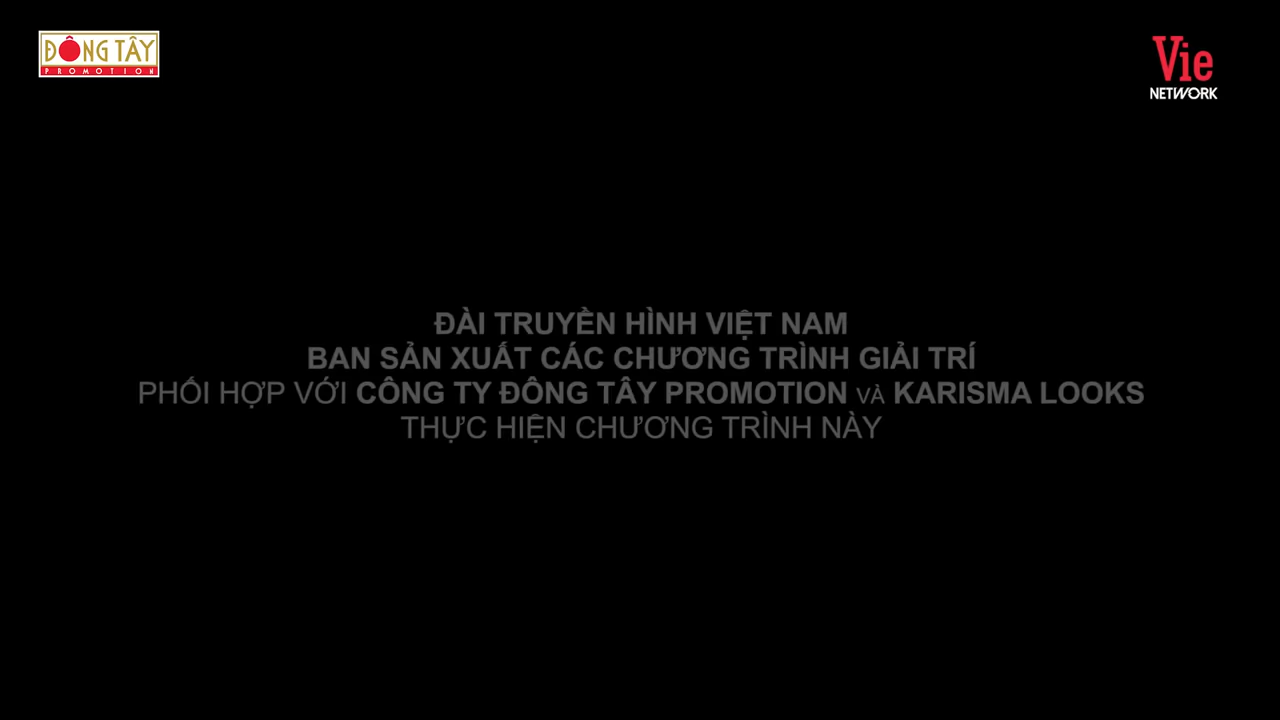 ĐÔNG TÂY
PROMOTION
Vie
NETWORK
ĐÀI TRUYỀN HÌNH VIỆT NAM
BAN SẢN XUẤT CÁC CHƯƠNG TRÌNH GIẢI TRÍ
PHỐI HỢP VỚI CÔNG TY ĐÔNG TÂY PROMOTION VÀ KARISMA LOOKS
THỰC HIỆN CHƯƠNG TRÌNH NÀY